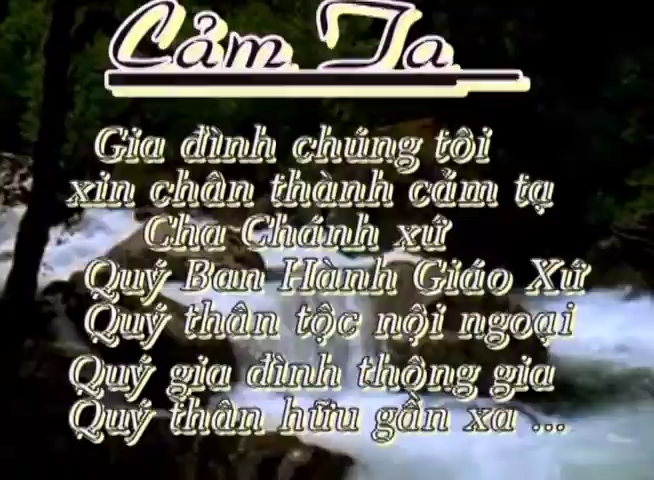 Cảm Tạ
Gia đình chúng tôi
xin chân thành cảm tạ
Cha Chánh xứ
Quý Ban Hành Giáo Xứ
Quý thân tộc nội ngoại
Quý gia đình thông gia
Quý thân hữu gần xa ...